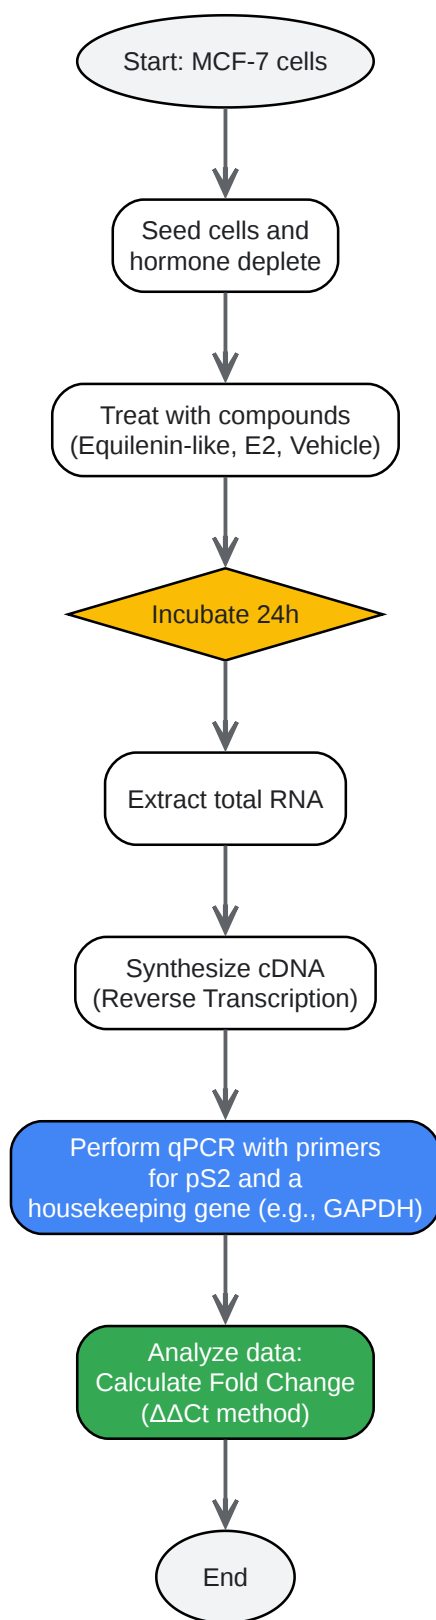 Start: MCF-7 cells
Seed cells and
hormone deplete
Treat with compounds
(Equilenin-like, E2, Vehicle)
Incubate 24h
Extract total RNA
Synthesize cDNA
(Reverse Transcription)
Perform qPCR with primers
for pS2 and a
housekeeping gene (e.g., GAPDH)
Analyze data:
Calculate Fold Change
(ΔΔCt method)
End